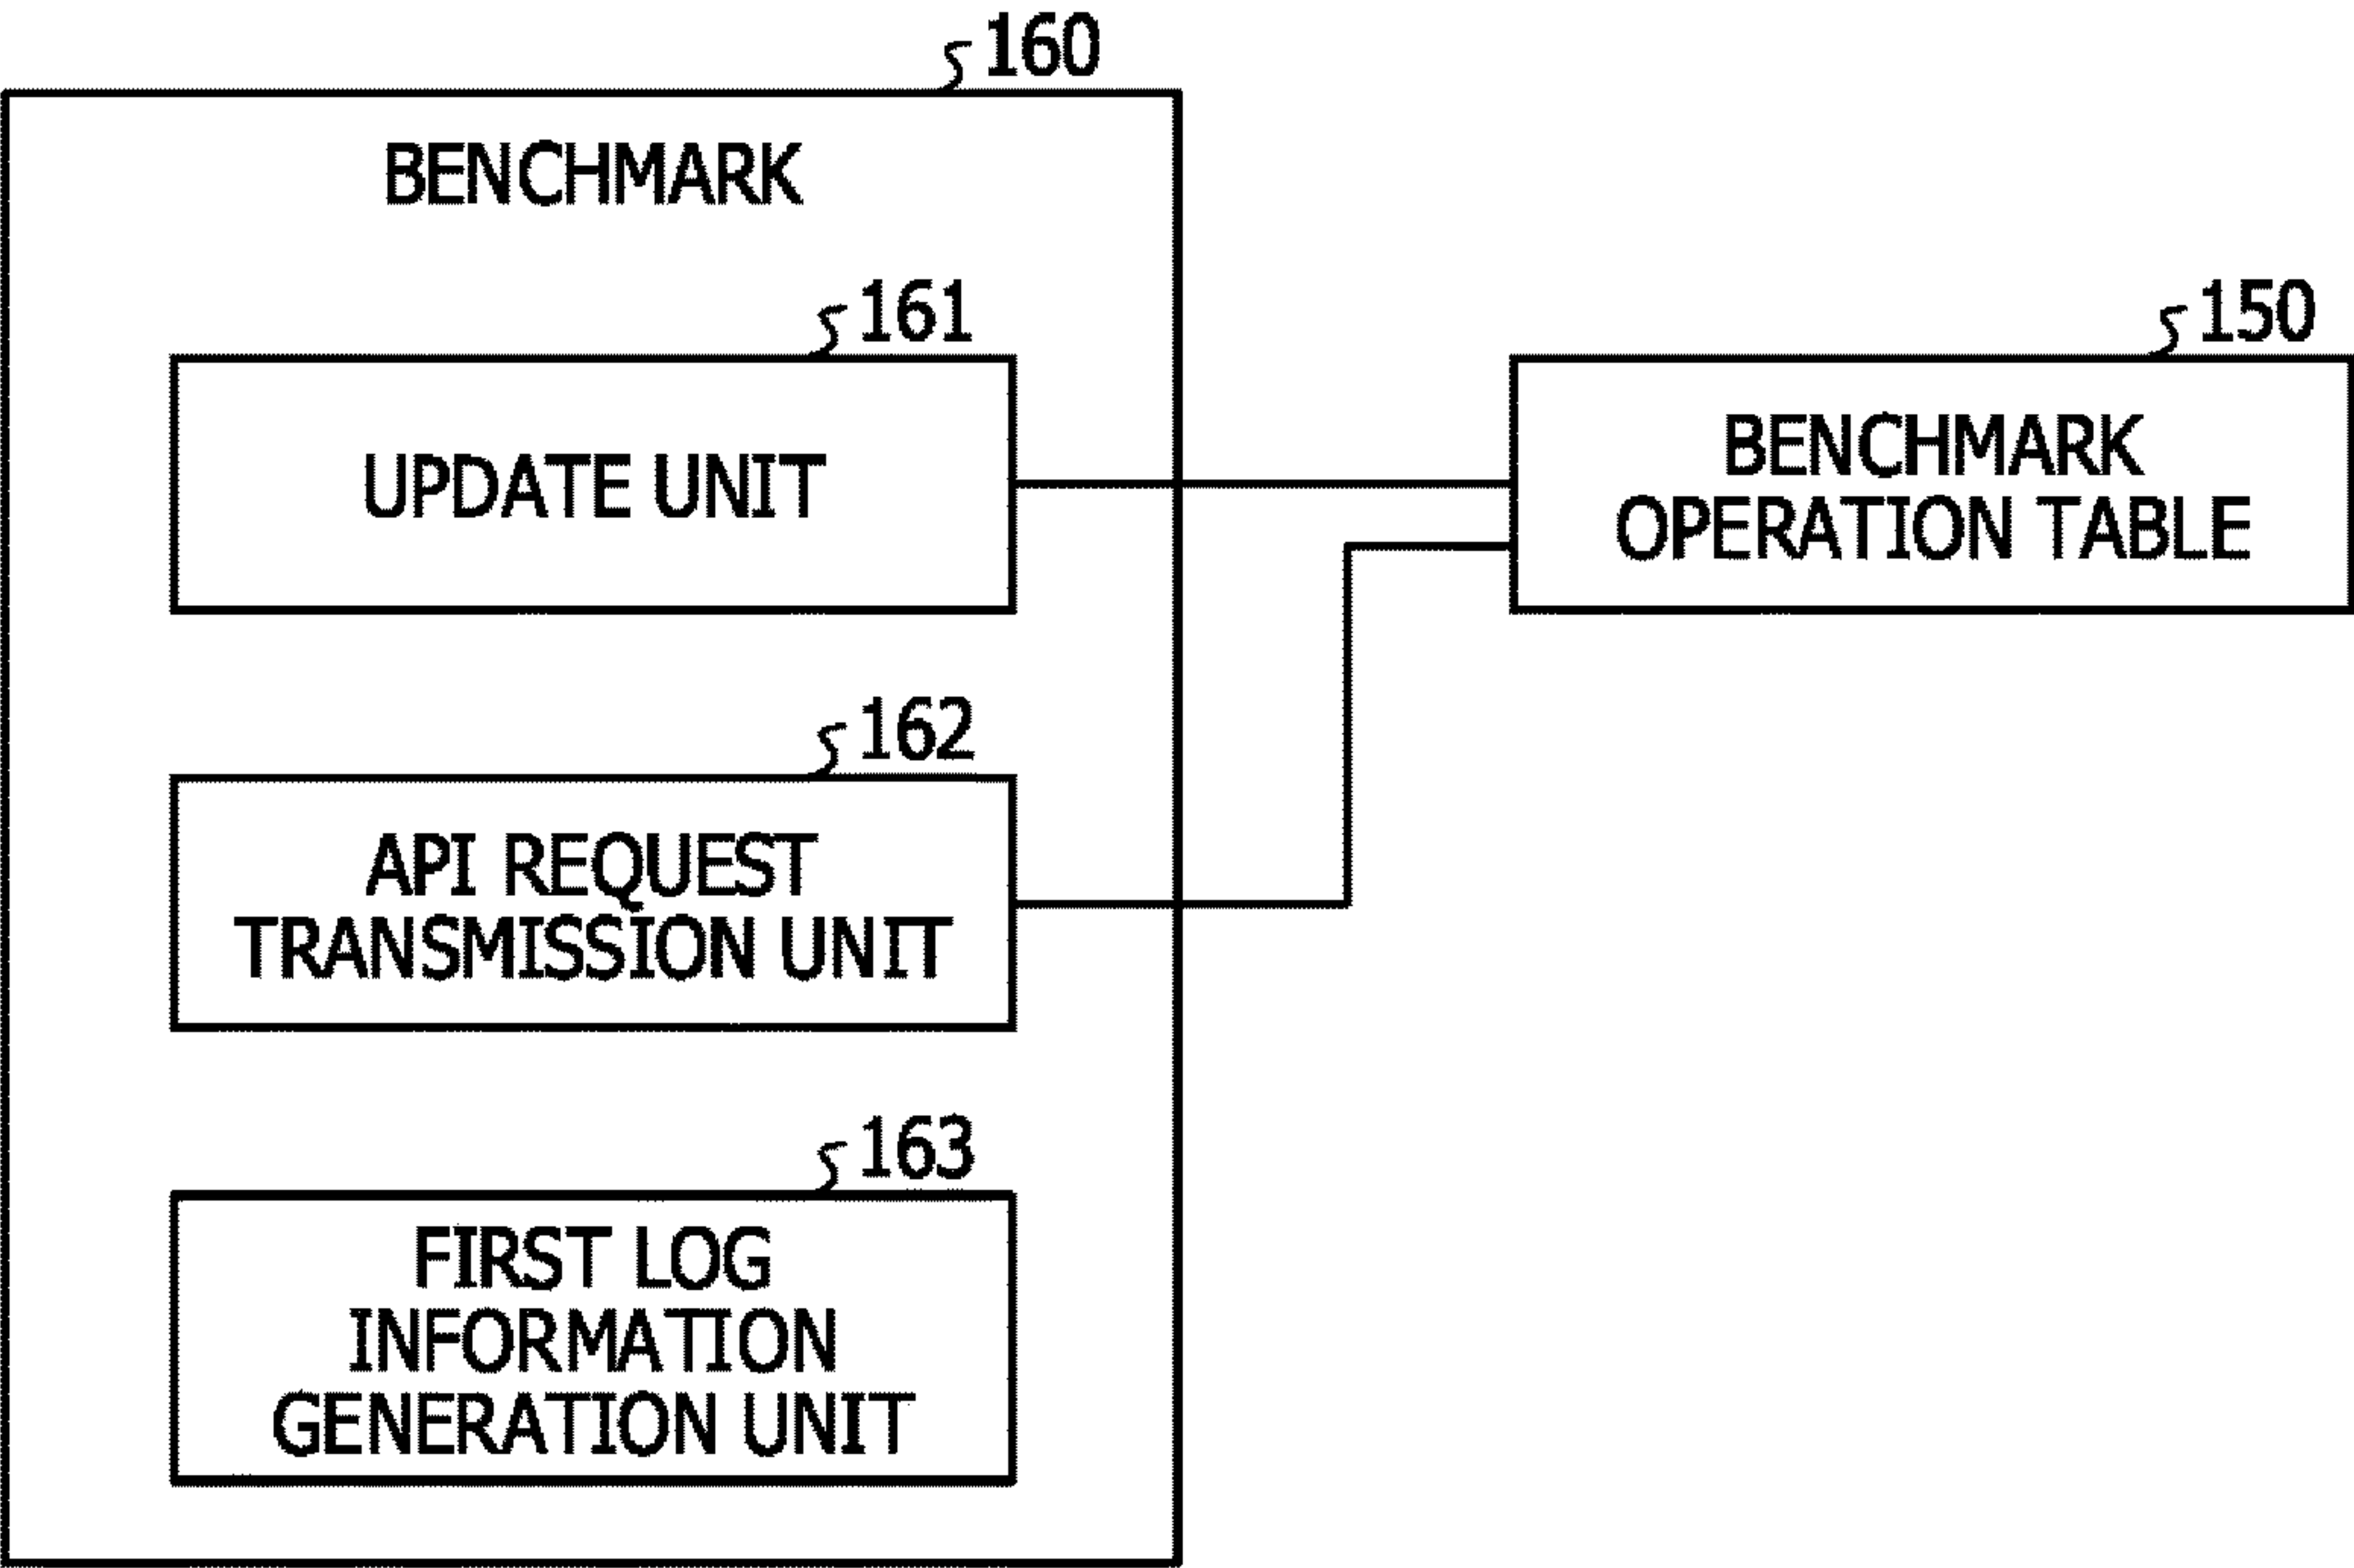 160
BENCHMARK
161
UPDATE UNIT
150
BENCHMARK
OPERATION TABLE
162
API REQUEST
TRANSMISSION UNIT
163
FIRST LOG
INFORMATION
GENERATION UNIT